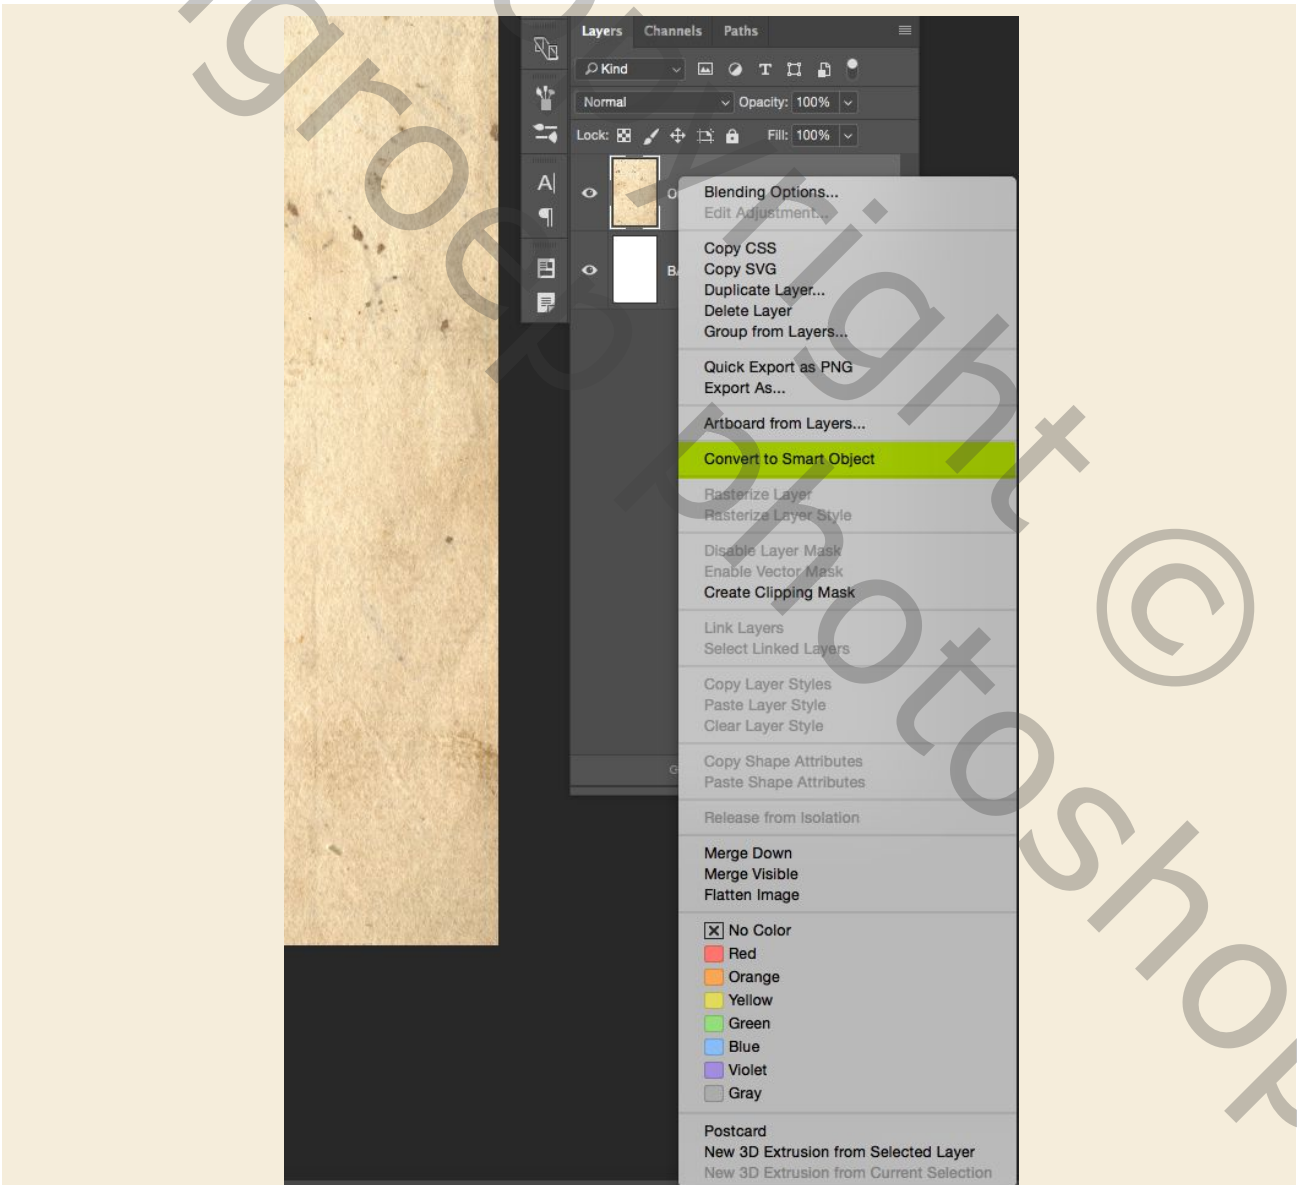 Layers Channels Paths
Kind
Normal Opacity: 100%
Lock: Fill: 100%
Blending Options...
Edit Adjustment...
Copy CSS
Copy SVG
Duplicate Layer...
Delete Layer
Group from Layers...
Quick Export as PNG
Export As...
Artboard from Layers...
Convert to Smart Object
Rasterize Layer
Rasterize Layer Style
Disable Layer Mask
Enable Vector Mask
Create Clipping Mask
Link Layers
Select Linked Layers
Copy Layer Styles
Paste Layer Style
Clear Layer Style
Copy Shape Attributes
Paste Shape Attributes
Release from Isolation
Merge Down
Merge Visible
Flatten Image
No Color
Red
Orange
Yellow
Green
Blue
Violet
Gray
Postcard
New 3D Extrusion from Selected Layer
New 3D Extrusion from Current Selection
copyright ©
groep photoshop